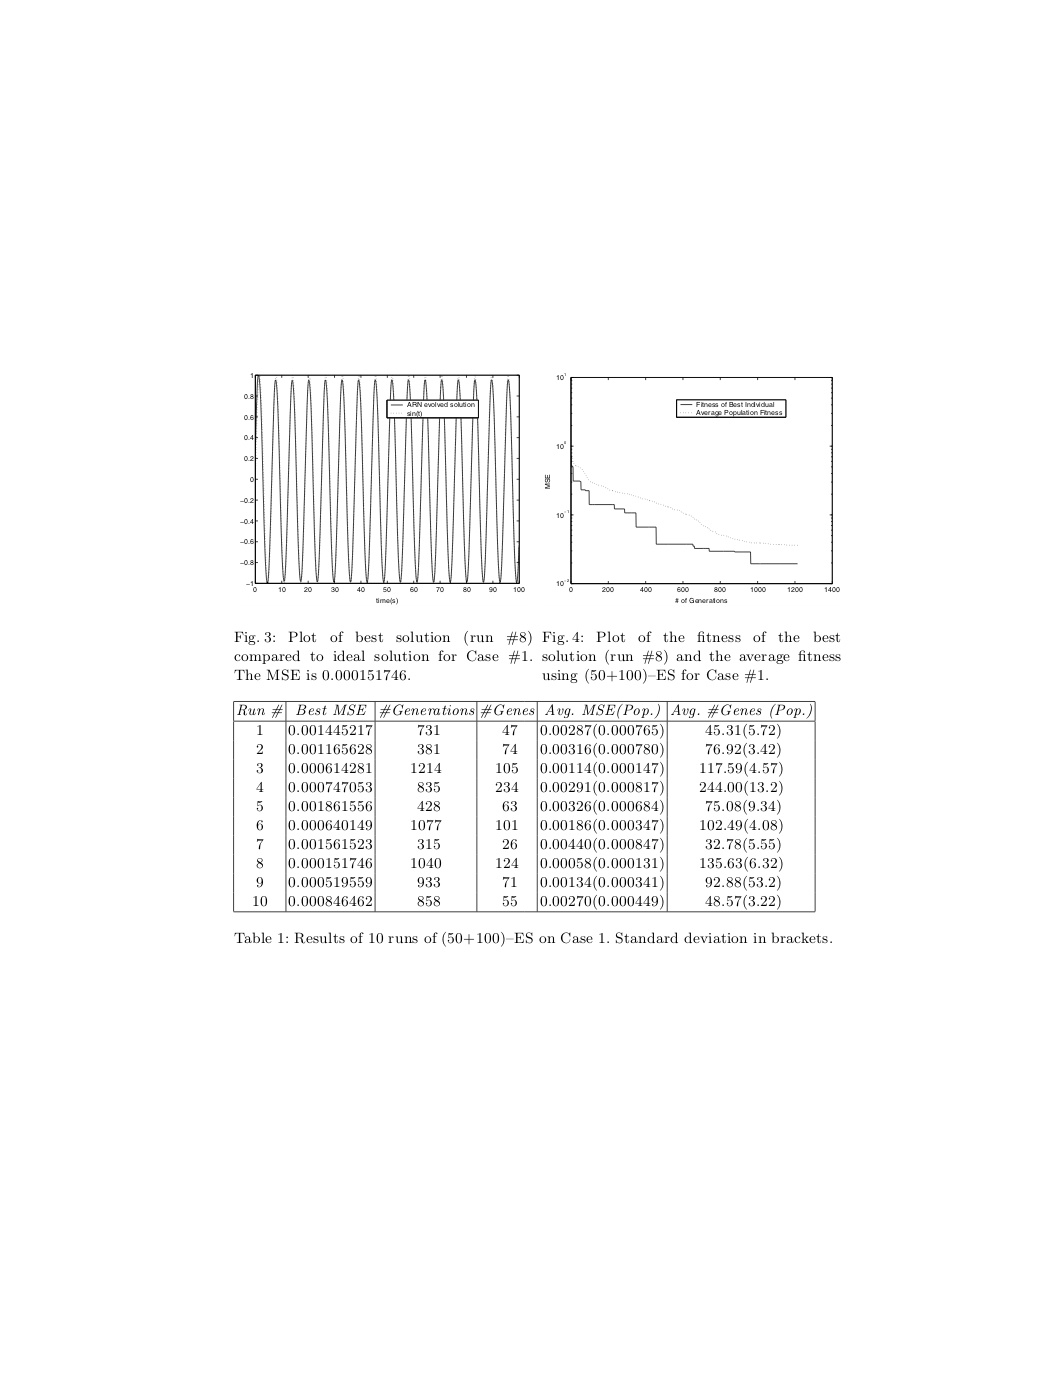 1
0.8
0.6
0.4
0.2
0
−0.2
−0.4
−0.6
−0.8
−1
0 10 20 30 40 50 60 70 80 90 100
time(s)
ARN evolved solution
sin(t)
10^1
10^0
10^-1
10^-2
MSE
0 200 400 600 800 1000 1200 1400
# of Generations
Fitness of Best Individual
Average Population Fitness
Fig. 3: Plot of best solution (run #8)
compared to ideal solution for Case #1.
The MSE is 0.000151746.
Fig. 4: Plot of the fitness of the best
solution (run #8) and the average fitness
using (50+100)–ES for Case #1.
Run # Best MSE #Generations #Genes Avg. MSE(Pop.) Avg. #Genes (Pop.)
1 0.001445217 731 47 0.00287(0.000765) 45.31(5.72)
2 0.001165628 381 74 0.00316(0.000780) 76.92(3.42)
3 0.000614281 1214 105 0.00114(0.000147) 117.59(4.57)
4 0.000747053 835 234 0.00291(0.000817) 244.00(13.2)
5 0.001861556 428 63 0.00326(0.000684) 75.08(9.34)
6 0.000640149 1077 101 0.00186(0.000347) 102.49(4.08)
7 0.001561523 315 26 0.00440(0.000847) 32.78(5.55)
8 0.000151746 1040 124 0.00058(0.000131) 135.63(6.32)
9 0.000519559 933 71 0.00134(0.000341) 92.88(53.2)
10 0.000846462 858 55 0.00270(0.000449) 48.57(3.22)
Table 1: Results of 10 runs of (50+100)–ES on Case 1. Standard deviation in brackets.